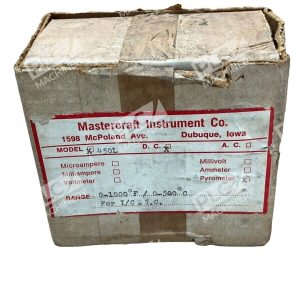 Mastercraft Instrument Co.
1598 McPoland Ave. Dubuque, Iowa
MODEL X 450L D. C. A. C.
Microampere Millivolt
Milliampere Ammeter
Voltmeter Pyrometer X
RANGE: 0-1000°F / 0-500°C
For I/C & T.C.